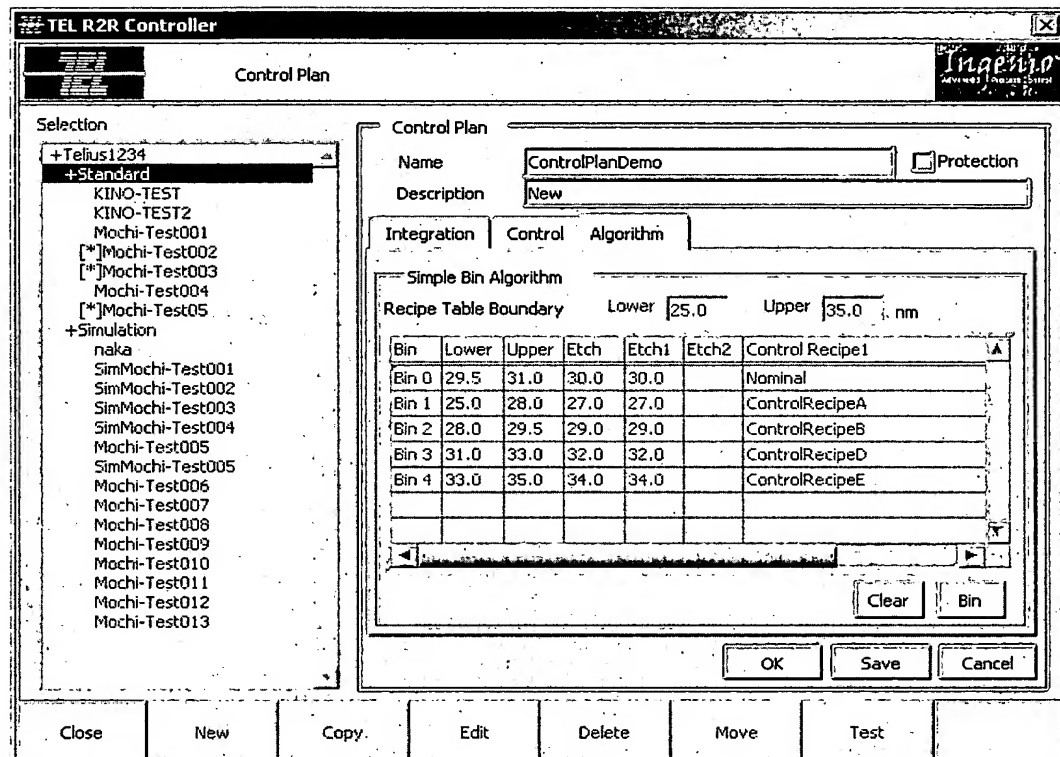 TEL R2R Controller
TEL
TEL
Control Plan
Ingenio
Advanced Process Control
Selection
+Telius1234
+Standard
KINO-TEST
KINO-TEST2
Mochi-Test001
[*]Mochi-Test002
[*]Mochi-Test003
Mochi-Test004
[*]Mochi-Test05
+Simulation
naka
SimMochi-Test001
SimMochi-Test002
SimMochi-Test003
SimMochi-Test004
Mochi-Test005
SimMochi-Test005
Mochi-Test006
Mochi-Test007
Mochi-Test008
Mochi-Test009
Mochi-Test010
Mochi-Test011
Mochi-Test012
Mochi-Test013
Control Plan
Name ControlPlanDemo Protection
Description New
Integration Control Algorithm
Simple Bin Algorithm
Recipe Table Boundary Lower 25.0 Upper 35.0 nm
Bin Lower Upper Etch Etch1 Etch2 Control Recipe1
Bin 0 29.5 31.0 30.0 30.0 Nominal
Bin 1 25.0 28.0 27.0 27.0 ControlRecipeA
Bin 2 28.0 29.5 29.0 29.0 ControlRecipeB
Bin 3 31.0 33.0 32.0 32.0 ControlRecipeD
Bin 4 33.0 35.0 34.0 34.0 ControlRecipeE
Clear Bin
OK Save Cancel
Close New Copy Edit Delete Move Test